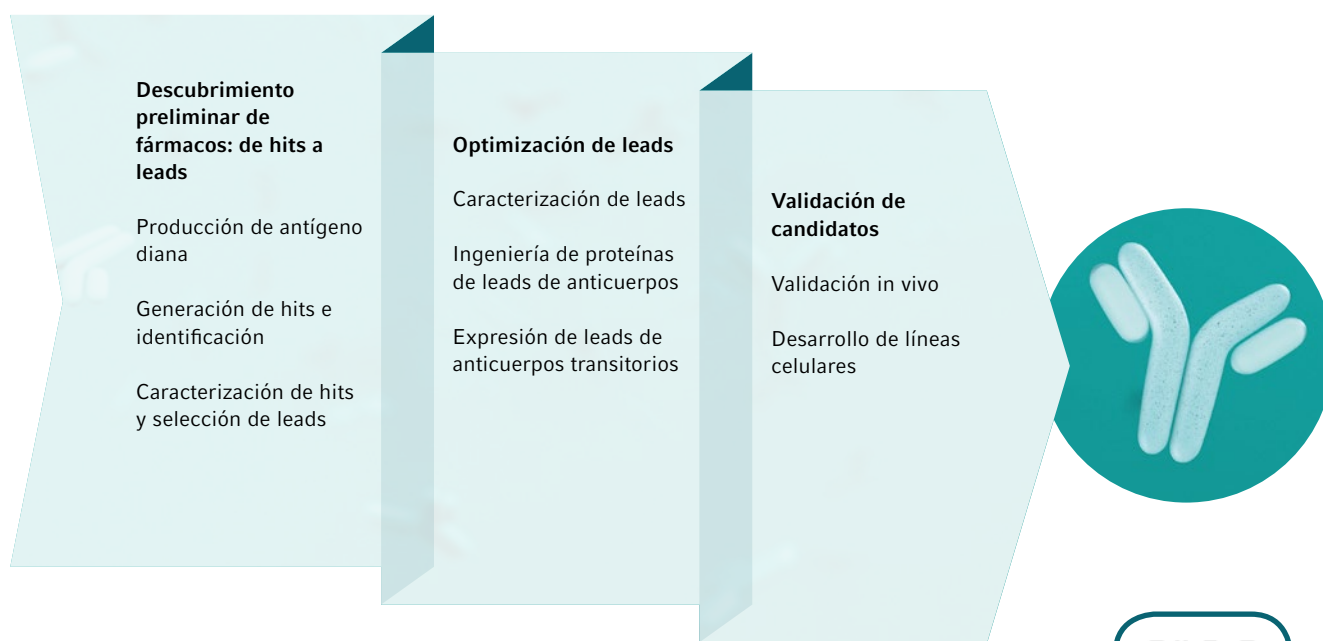 Descubrimiento
preliminar de
fármacos: de hits a
leads
Producción de antígeno
diana
Generación de hits e
identificación
Caracterización de hits
y selección de leads
Optimización de leads
Caracterización de leads
Ingeniería de proteínas
de leads de anticuerpos
Expresión de leads de
anticuerpos transitorios
Validación de
candidatos
Validación in vivo
Desarrollo de líneas
celulares